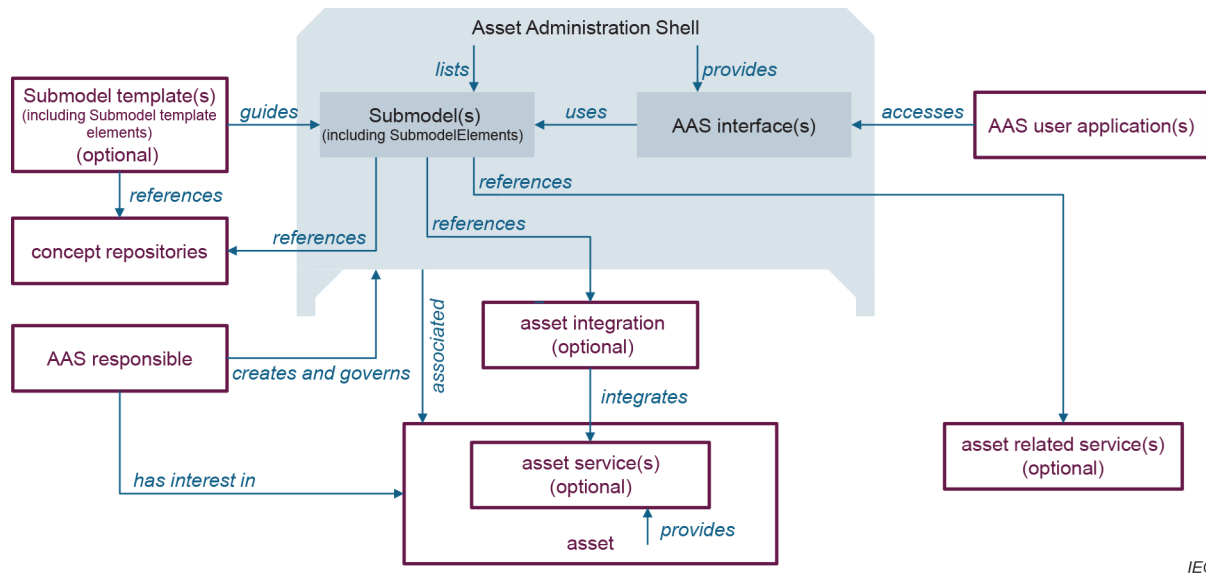 Asset Administration Shell
lists
provides
Submodel template(s)
(including Submodel template
elements)
(optional)
guides
Submodel(s)
(including SubmodelElements)
uses
AAS interface(s)
accesses
AAS user application(s)
references
references
references
references
concept repositories
asset integration
(optional)
AAS responsible
creates and governs
associated
integrates
asset service(s)
(optional)
asset related service(s)
(optional)
has interest in
provides
asset